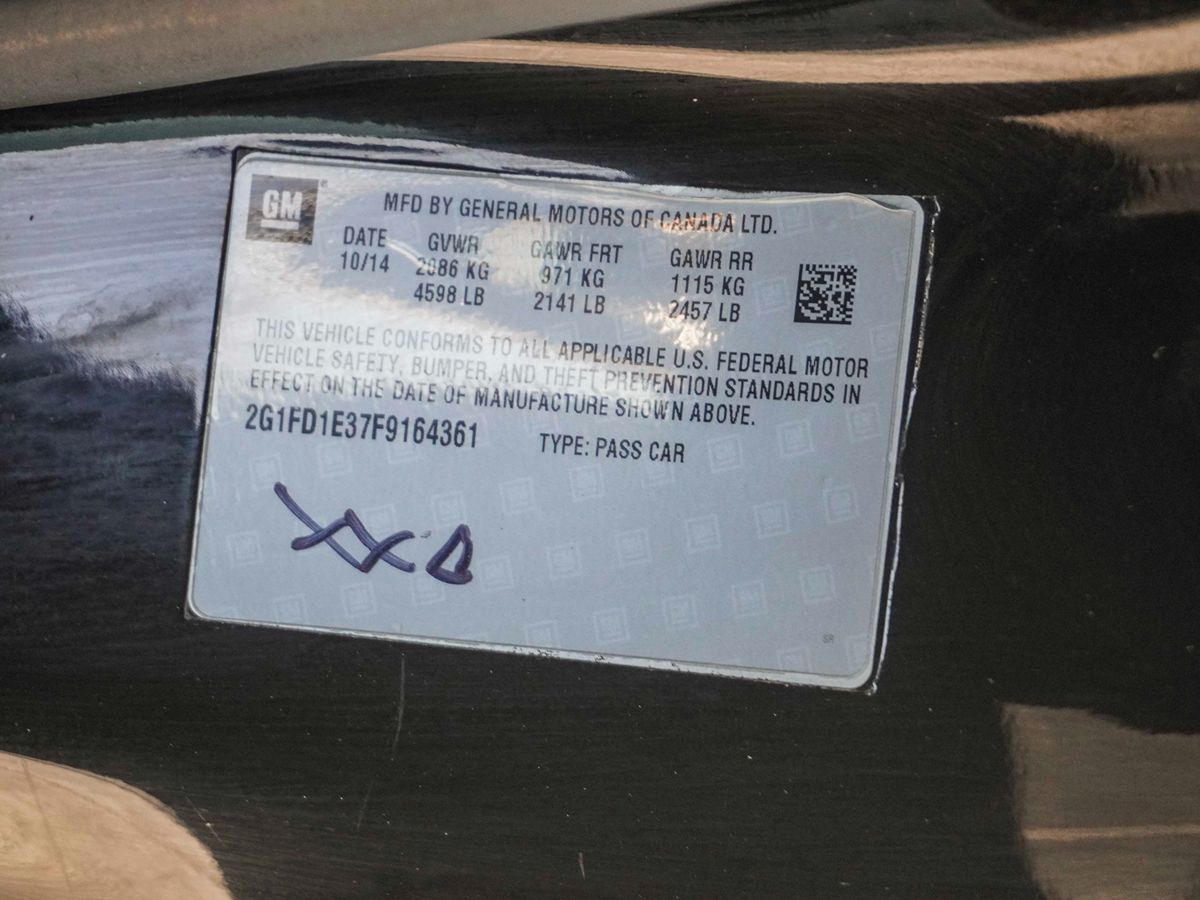 GM
MFD BY GENERAL MOTORS OF CANADA LTD.
DATE GVWR GAWR FRT GAWR RR
10/14 2086 KG 971 KG 1115 KG
4598 LB 2141 LB 2457 LB
THIS VEHICLE CONFORMS TO ALL APPLICABLE U.S. FEDERAL MOTOR
VEHICLE SAFETY, BUMPER, AND THEFT PREVENTION STANDARDS IN
EFFECT ON THE DATE OF MANUFACTURE SHOWN ABOVE.
2G1FD1E37F9164361 TYPE: PASS CAR
SR